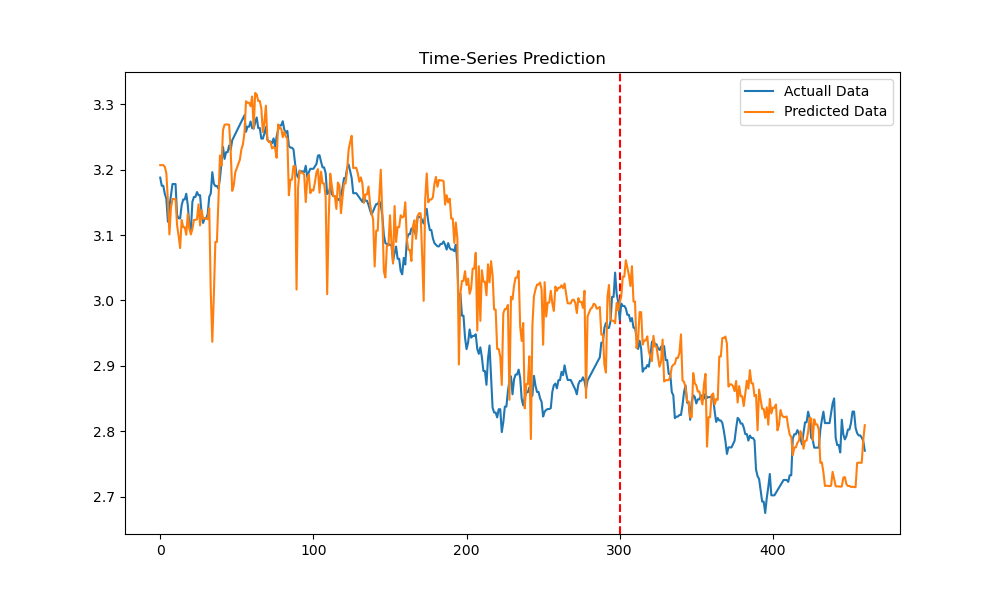 Time-Series Prediction
Actuall Data
Predicted Data
3.3
3.2
3.1
3.0
2.9
2.8
2.7
0 100 200 300 400